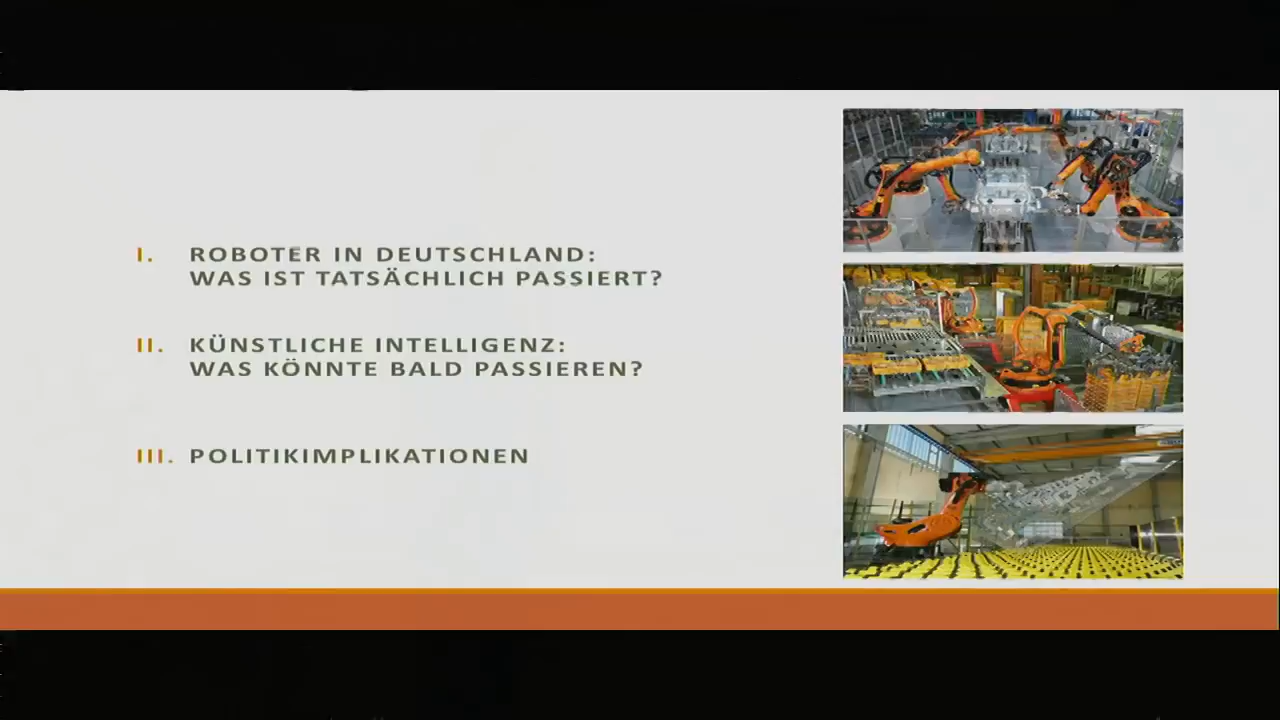 I. ROBOTER IN DEUTSCHLAND:
WAS IST TATSÄCHLICH PASSIERT?
II. KÜNSTLICHE INTELLIGENZ:
WAS KÖNNTE BALD PASSIEREN?
III. POLITIKIMPLIKATIONEN